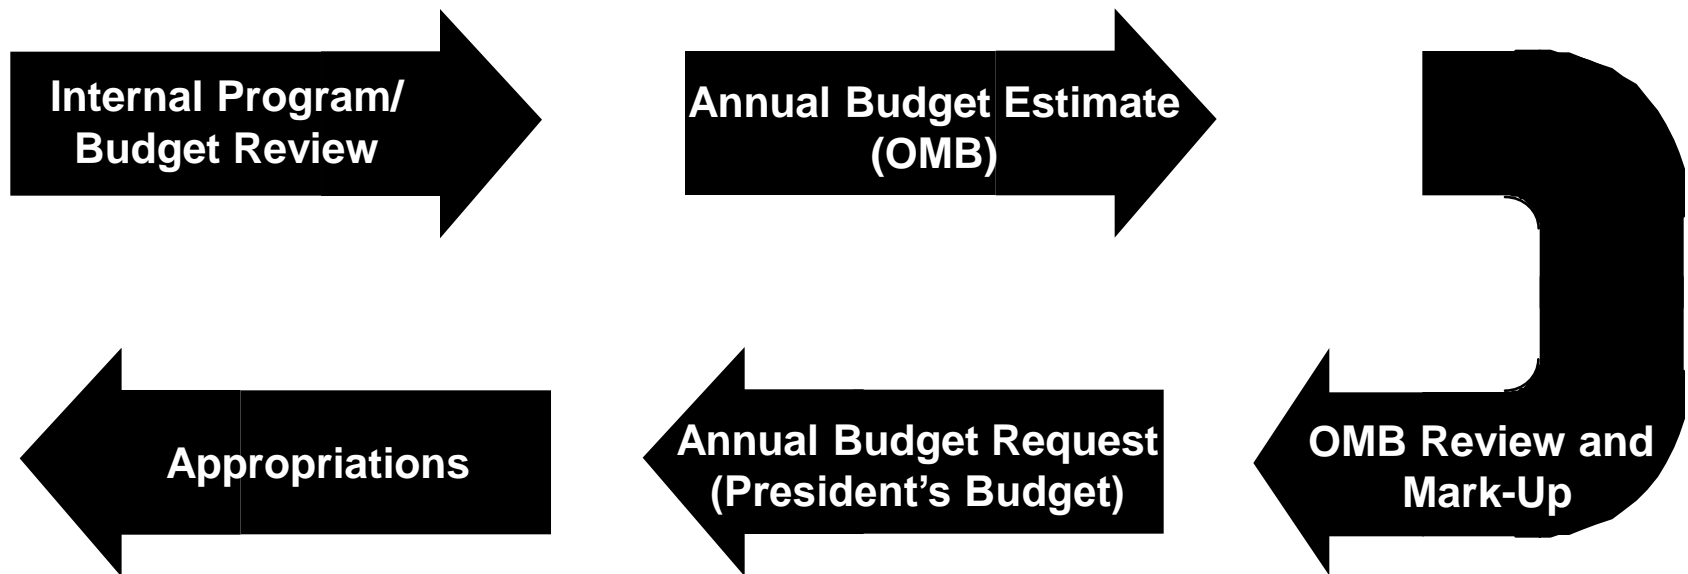 Internal Program/
Budget Review
Annual Budget Estimate
(OMB)
OMB Review and
Mark-Up
Annual Budget Request
(President’s Budget)
Appropriations